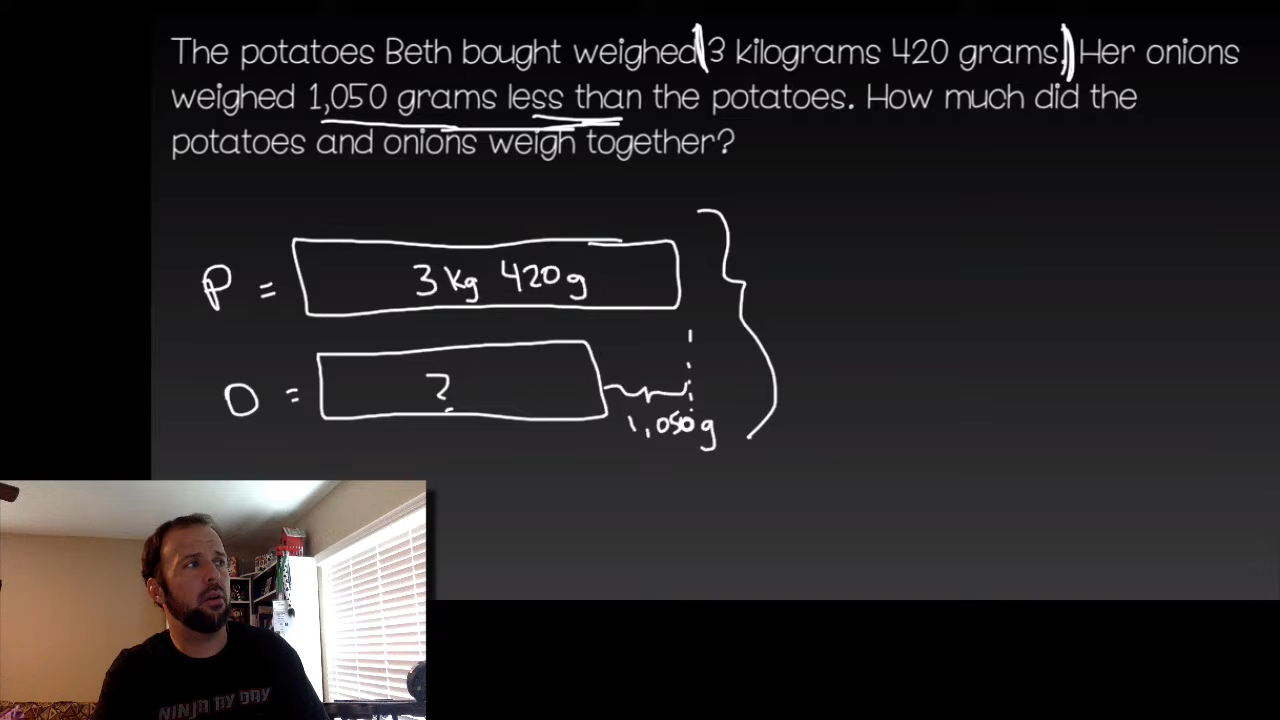 The potatoes Beth bought weighed (3 kilograms 420 grams.) Her onions
weighed 1,050 grams less than the potatoes. How much did the
potatoes and onions weigh together?
P = 3 kg 420 g
O = ?
1,050 g
NINJA BY DAY